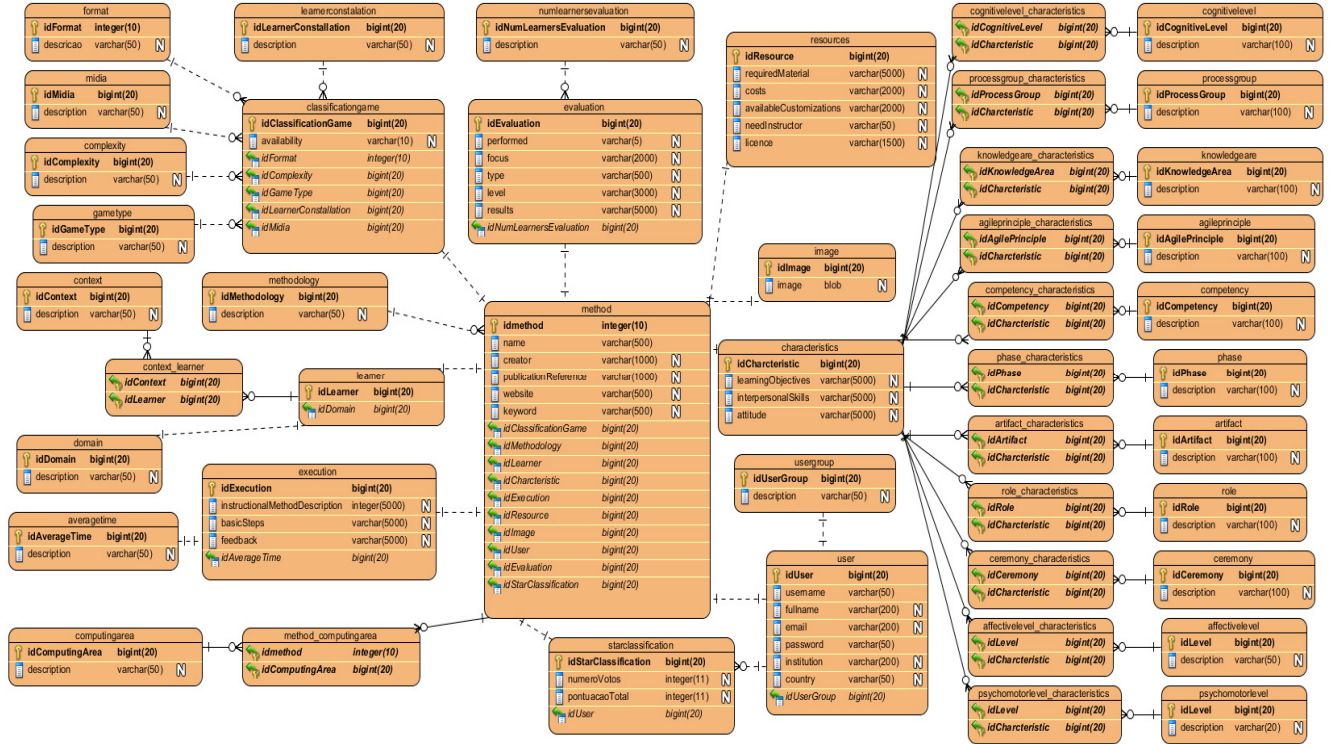 format
idFormat integer(10)
descricao varchar(50) N
learnerconstalation
idLearnerConstallation bigint(20)
description varchar(50) N
numlearnersevaluation
idNumLearnersEvaluation bigint(20)
description varchar(50) N
resources
idResource bigint(20)
requiredMaterial varchar(5000) N
costs varchar(2000) N
availableCustomizations varchar(2000) N
needInstructor varchar(50) N
licence varchar(1500) N
cognitivelevel_characteristics
idCognitiveLevel bigint(20)
idCharcteristic bigint(20)
cognitivelevel
idCognitiveLevel bigint(20)
description varchar(100) N
midia
idMidia bigint(20)
description varchar(50) N
classificationgame
idClassificationGame bigint(20)
availability varchar(10) N
idFormat integer(10)
idComplexity bigint(20)
idGameType bigint(20)
idLearnerConstallation bigint(20)
idMidia bigint(20)
evaluation
idEvaluation bigint(20)
performed varchar(5) N
focus varchar(2000) N
type varchar(500) N
level varchar(3000) N
results varchar(5000) N
idNumLearnersEvaluation bigint(20)
processgroup_characteristics
idProcessGroup bigint(20)
idCharcteristic bigint(20)
processgroup
idProcessGroup bigint(20)
description varchar(100) N
complexity
idComplexity bigint(20)
description varchar(50) N
knowledgeare_characteristics
idKnowledgeArea bigint(20)
idCharcteristic bigint(20)
knowledgeare
idKnowledgeArea bigint(20)
description varchar(100) N
gametype
idGameType bigint(20)
description varchar(50) N
agileprinciple_characteristics
idAgilePrinciple bigint(20)
idCharcteristic bigint(20)
agileprinciple
idAgilePrinciple bigint(20)
description varchar(100) N
image
idImage bigint(20)
image blob N
context
idContext bigint(20)
description varchar(50) N
methodology
idMethodology bigint(20)
description varchar(50) N
method
idmethod integer(10)
name varchar(500)
creator varchar(1000) N
publicationReference varchar(1000) N
website varchar(500) N
keyword varchar(500) N
idClassificationGame bigint(20)
idMethodology bigint(20)
idLearner bigint(20)
idCharcteristic bigint(20)
idExecution bigint(20)
idResource bigint(20)
idImage bigint(20)
idUser bigint(20)
idEvaluation bigint(20)
idStarClassification bigint(20)
competency_characteristics
idCompetency bigint(20)
idCharcteristic bigint(20)
competency
idCompetency bigint(20)
description varchar(100) N
characteristics
idCharcteristic bigint(20)
learningObjectives varchar(5000) N
interpersonalSkills varchar(5000) N
attitude varchar(5000) N
context_learner
idContext bigint(20)
idLearner bigint(20)
learner
idLearner bigint(20)
idDomain bigint(20)
phase_characteristics
idPhase bigint(20)
idCharcteristic bigint(20)
phase
idPhase bigint(20)
description varchar(100) N
domain
idDomain bigint(20)
description varchar(50) N
artifact_characteristics
idArtifact bigint(20)
idCharcteristic bigint(20)
artifact
idArtifact bigint(20)
description varchar(100) N
execution
idExecution bigint(20)
instructionalMethodDescription integer(5000) N
basicSteps varchar(5000) N
feedback varchar(5000) N
idAverageTime bigint(20)
usergroup
idUserGroup bigint(20)
description varchar(50) N
role_characteristics
idRole bigint(20)
idCharcteristic bigint(20)
role
idRole bigint(20)
description varchar(100) N
averagetime
idAverageTime bigint(20)
description varchar(50) N
user
idUser bigint(20)
username varchar(50)
fullname varchar(200) N
email varchar(200) N
password varchar(50)
institution varchar(200) N
country varchar(50) N
idUserGroup bigint(20)
ceremony_characteristics
idCeremony bigint(20)
idCharcteristic bigint(20)
ceremony
idCeremony bigint(20)
description varchar(100) N
computingarea
idComputingArea bigint(20)
description varchar(50) N
method_computingarea
idmethod integer(10)
idComputingArea bigint(20)
starclassification
idStarClassification bigint(20)
numeroVotos integer(11) N
pontuacaoTotal integer(11) N
idUser bigint(20)
affectivelevel_characteristics
idLevel bigint(20)
idCharcteristic bigint(20)
affectivelevel
idLevel bigint(20)
description varchar(50) N
psychomotorlevel_characteristics
idLevel bigint(20)
idCharcteristic bigint(20)
psychomotorlevel
idLevel bigint(20)
description varchar(20) N